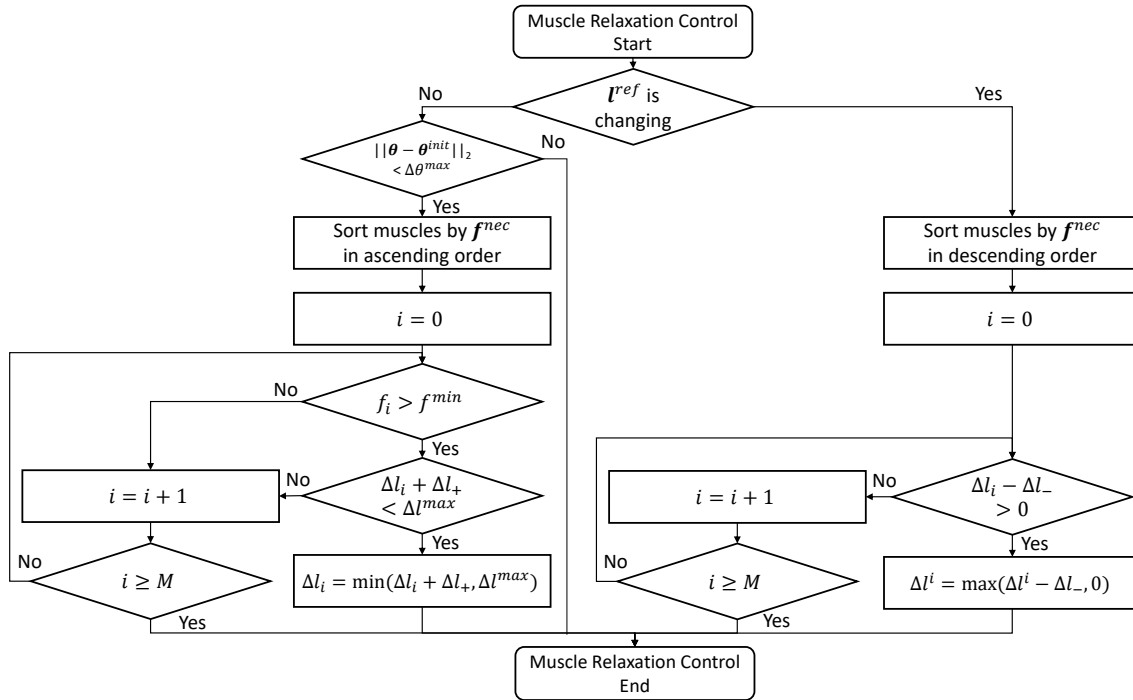 Muscle Relaxation Control
Start
No
𝒍^{ref} is
changing
Yes
||𝜽 − 𝜽^{init}||₂
< Δθ^{max}
No
Yes
Sort muscles by 𝒇^{nec}
in ascending order
Sort muscles by 𝒇^{nec}
in descending order
i = 0
i = 0
No
f_i > f^{min}
Yes
i = i + 1
No
Δl_i + Δl_+
< Δl^{max}
i = i + 1
No
Δl_i − Δl_−
> 0
Yes
Yes
No
i ≥ M
Δl_i = min(Δl_i + Δl_+, Δl^{max})
No
i ≥ M
Δl^i = max(Δl^i − Δl_−, 0)
Yes
Yes
Muscle Relaxation Control
End